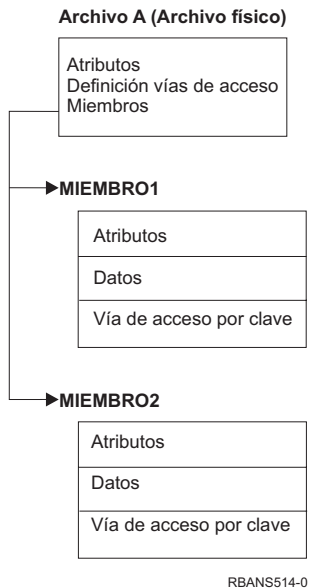 Archivo A (Archivo físico)
Atributos
Definición vías de acceso
Miembros
MIEMBRO1
Atributos
Datos
Vía de acceso por clave
MIEMBRO2
Atributos
Datos
Vía de acceso por clave
RBANS514-0